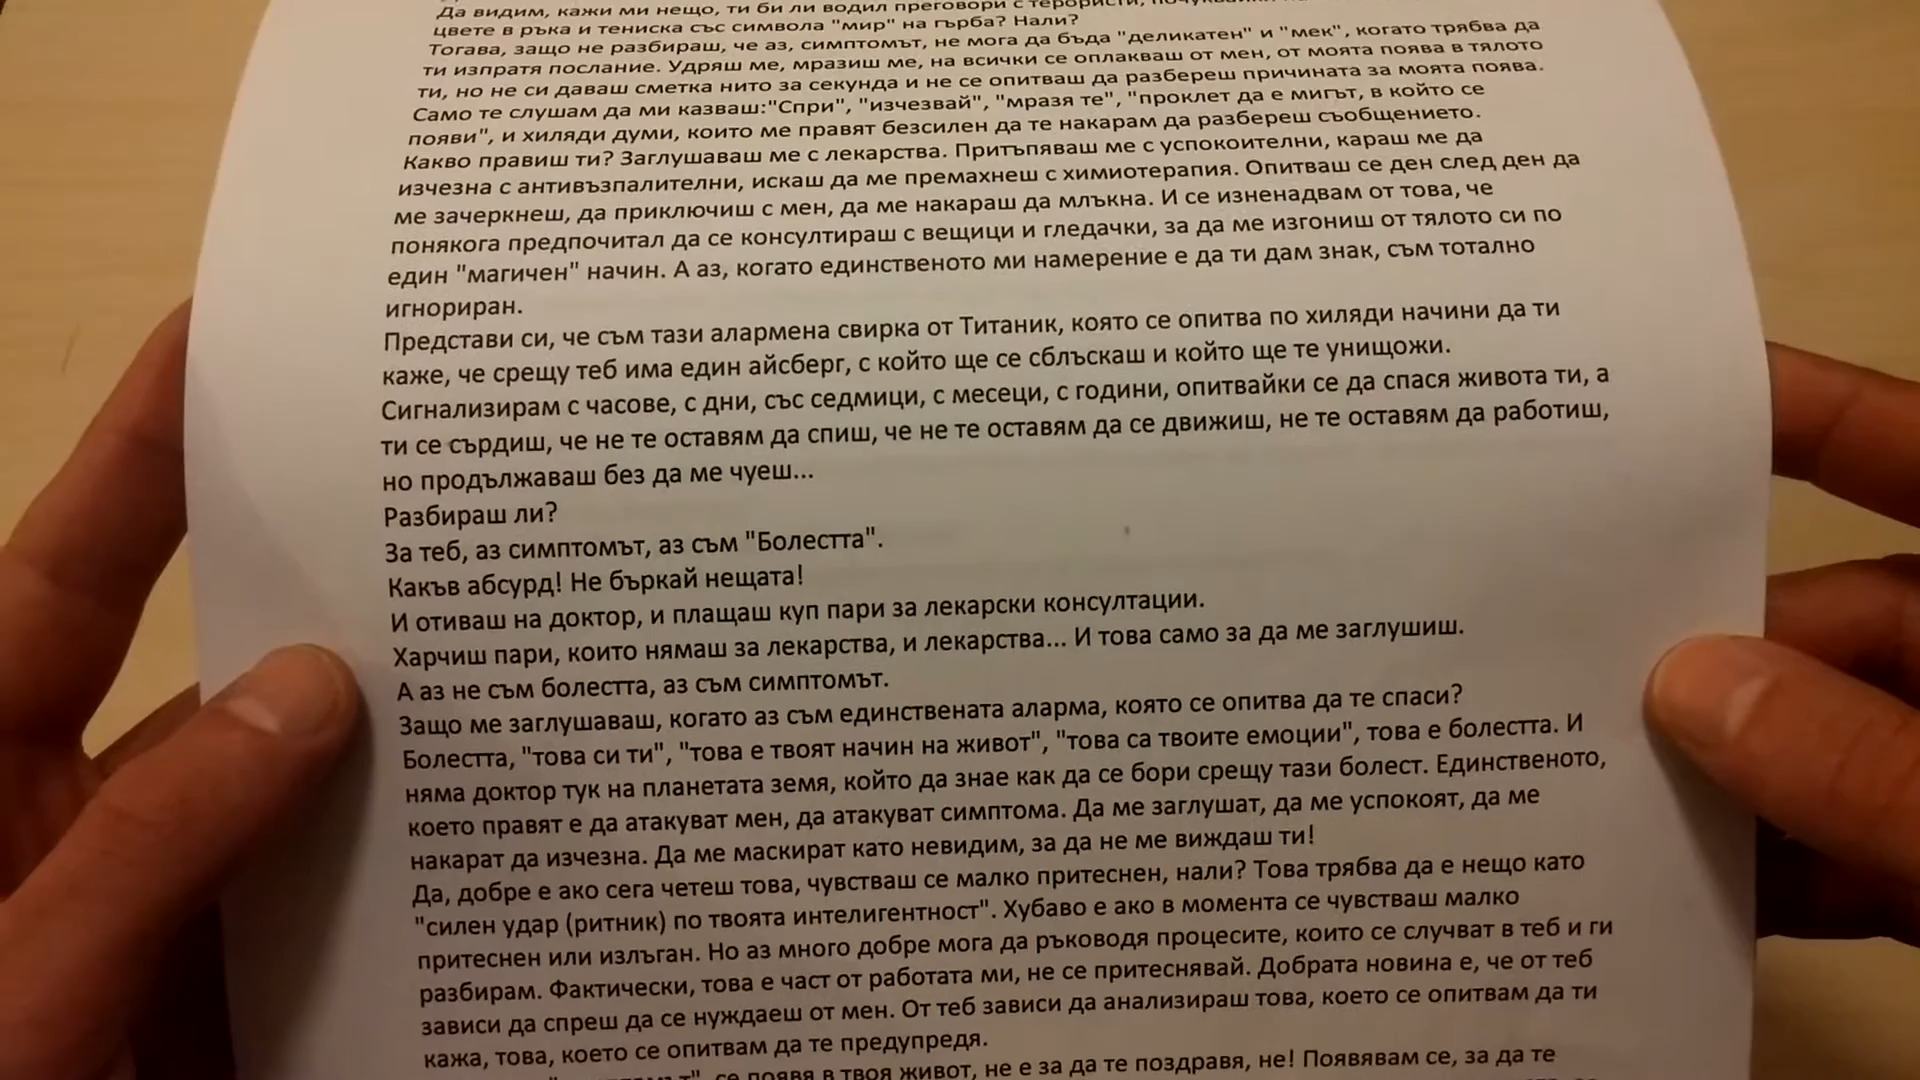 Да видим, кажи ми нещо, ти би ли водил преговори с терористи,
цвете в ръка и тениска със символа "мир" на гърба? Нали?
Тогава, защо не разбираш, че аз, симптомът, не мога да бъда "деликатен" и "мек", когато трябва да
ти изпратя послание. Удряш ме, мразиш ме, на всички се оплакваш от мен, от моята поява в тялото
ти, но не си даваш сметка нито за секунда и не се опитваш да разбереш причината за моята поява.
Само те слушам да ми казваш:"Спри", "изчезвай", "мразя те", "проклет да е мигът, в който се
появи", и хиляди думи, които ме правят безсилен да те накарам да разбереш съобщението.
Какво правиш ти? Заглушаваш ме с лекарства. Притъпяваш ме с успокоителни, караш ме да
изчезна с антивъзпалителни, искаш да ме премахнеш с химиотерапия. Опитваш се ден след ден да
ме зачеркнеш, да приключиш с мен, да ме накараш да млъкна. И се изненадвам от това, че
понякога предпочитал да се консултираш с вещици и гледачки, за да ме изгониш от тялото си по
един "магичен" начин. А аз, когато единственото ми намерение е да ти дам знак, съм тотално
игнориран.
Представи си, че съм тази алармена свирка от Титаник, която се опитва по хиляди начини да ти
каже, че срещу теб има един айсберг, с който ще се сблъскаш и който ще те унищожи.
Сигнализирам с часове, с дни, със седмици, с месеци, с години, опитвайки се да спася живота ти, а
ти се сърдиш, че не те оставям да спиш, че не те оставям да се движиш, не те оставям да работиш,
но продължаваш без да ме чуеш...
Разбираш ли?
За теб, аз симптомът, аз съм "Болестта".
Какъв абсурд! Не бъркай нещата!
И отиваш на доктор, и плащаш куп пари за лекарски консултации.
Харчиш пари, които нямаш за лекарства, и лекарства... И това само за да ме заглушиш.
А аз не съм болестта, аз съм симптомът.
Защо ме заглушаваш, когато аз съм единствената аларма, която се опитва да те спаси?
Болестта, "това си ти", "това е твоят начин на живот", "това са твоите емоции", това е болестта. И
няма доктор тук на планетата земя, който да знае как да се бори срещу тази болест. Единственото,
което правят е да атакуват мен, да атакуват симптома. Да ме заглушат, да ме успокоят, да ме
накарат да изчезна. Да ме маскират като невидим, за да не ме виждаш ти!
Да, добре е ако сега четеш това, чувстваш се малко притеснен, нали? Това трябва да е нещо като
"силен удар (ритник) по твоята интелигентност". Хубаво е ако в момента се чувстваш малко
притеснен или излъган. Но аз много добре мога да ръководя процесите, които се случват в теб и ги
разбирам. Фактически, това е част от работата ми, не се притеснявай. Добрата новина е, че от теб
зависи да спреш да се нуждаеш от мен. От теб зависи да анализираш това, което се опитвам да ти
кажа, това, което се опитвам да те предупредя.
се появя в твоя живот, не е за да те поздравя, не! Появявам се, за да те